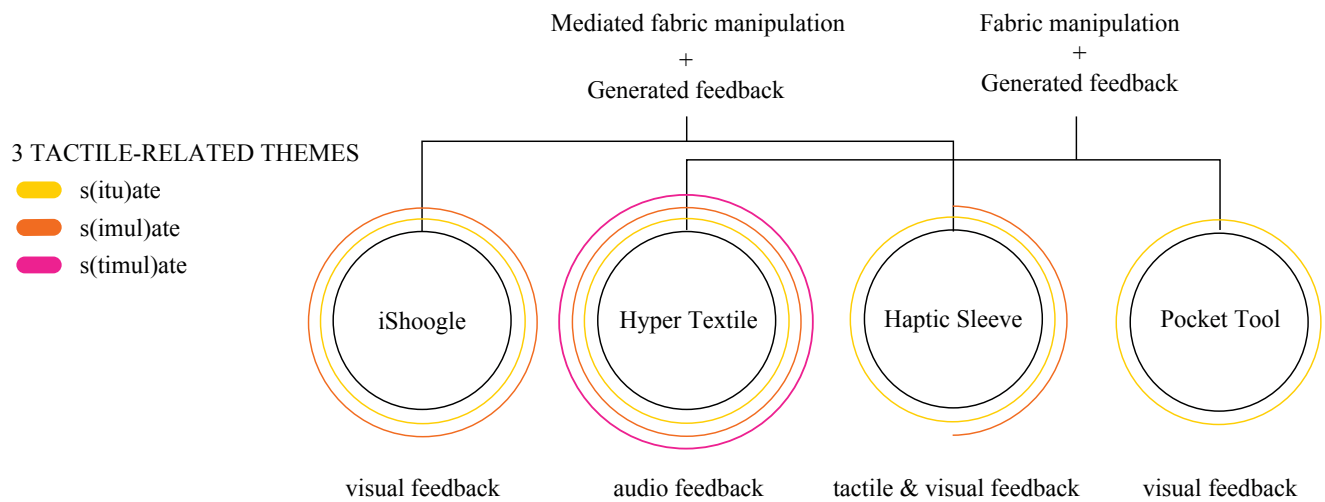 Mediated fabric manipulation
+
Generated feedback
Fabric manipulation
+
Generated feedback
3 TACTILE-RELATED THEMES
s(itu)ate
s(imul)ate
s(timul)ate
iShoogle
Hyper Textile
Haptic Sleeve
Pocket Tool
visual feedback
audio feedback
tactile & visual feedback
visual feedback